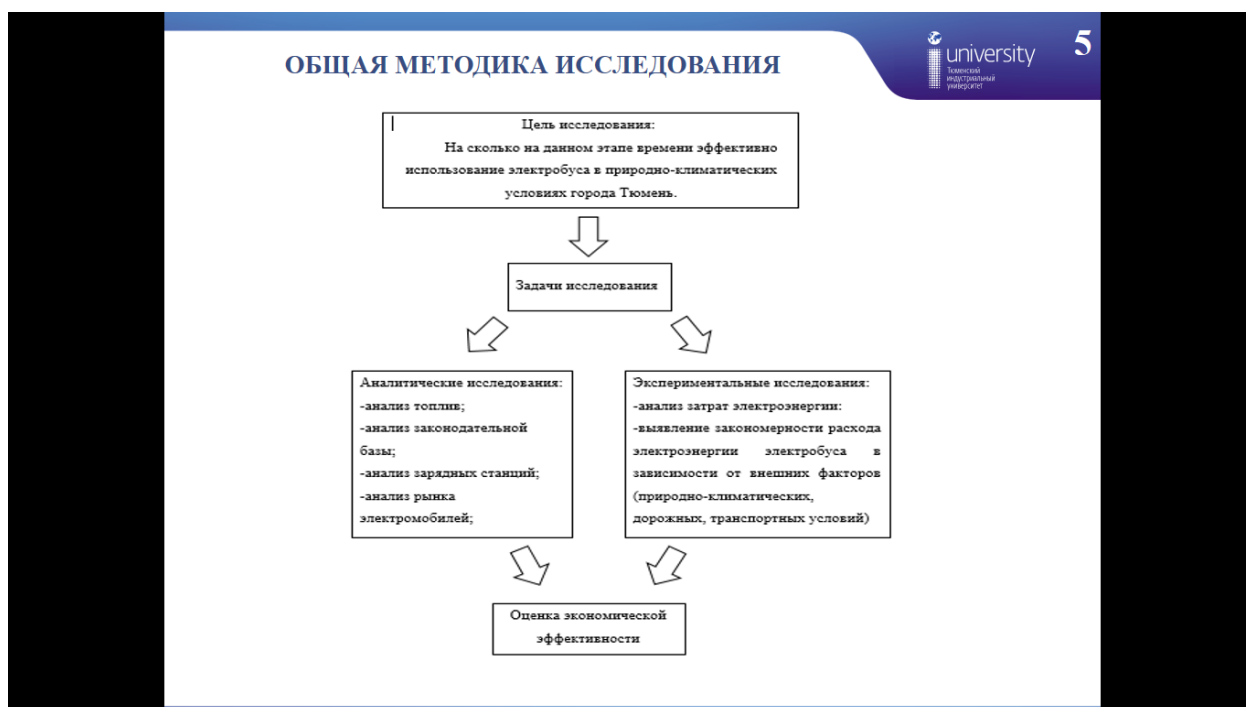 ОБЩАЯ МЕТОДИКА ИССЛЕДОВАНИЯ
university
Тюменский
индустриальный
университет
5
Цель исследования:
На сколько на данном этапе времени эффективно
использование электробуса в природно-климатических
условиях города Тюмень.
Задачи исследования
Аналитические исследования:
-анализ топлив;
-анализ законодательной
базы;
-анализ зарядных станций;
-анализ рынка
электромобилей;
Экспериментальные исследования:
-анализ затрат электроэнергии:
-выявление закономерности расхода
электроэнергии электробуса в
зависимости от внешних факторов
(природно-климатических,
дорожных, транспортных условий)
Оценка экономической
эффективности